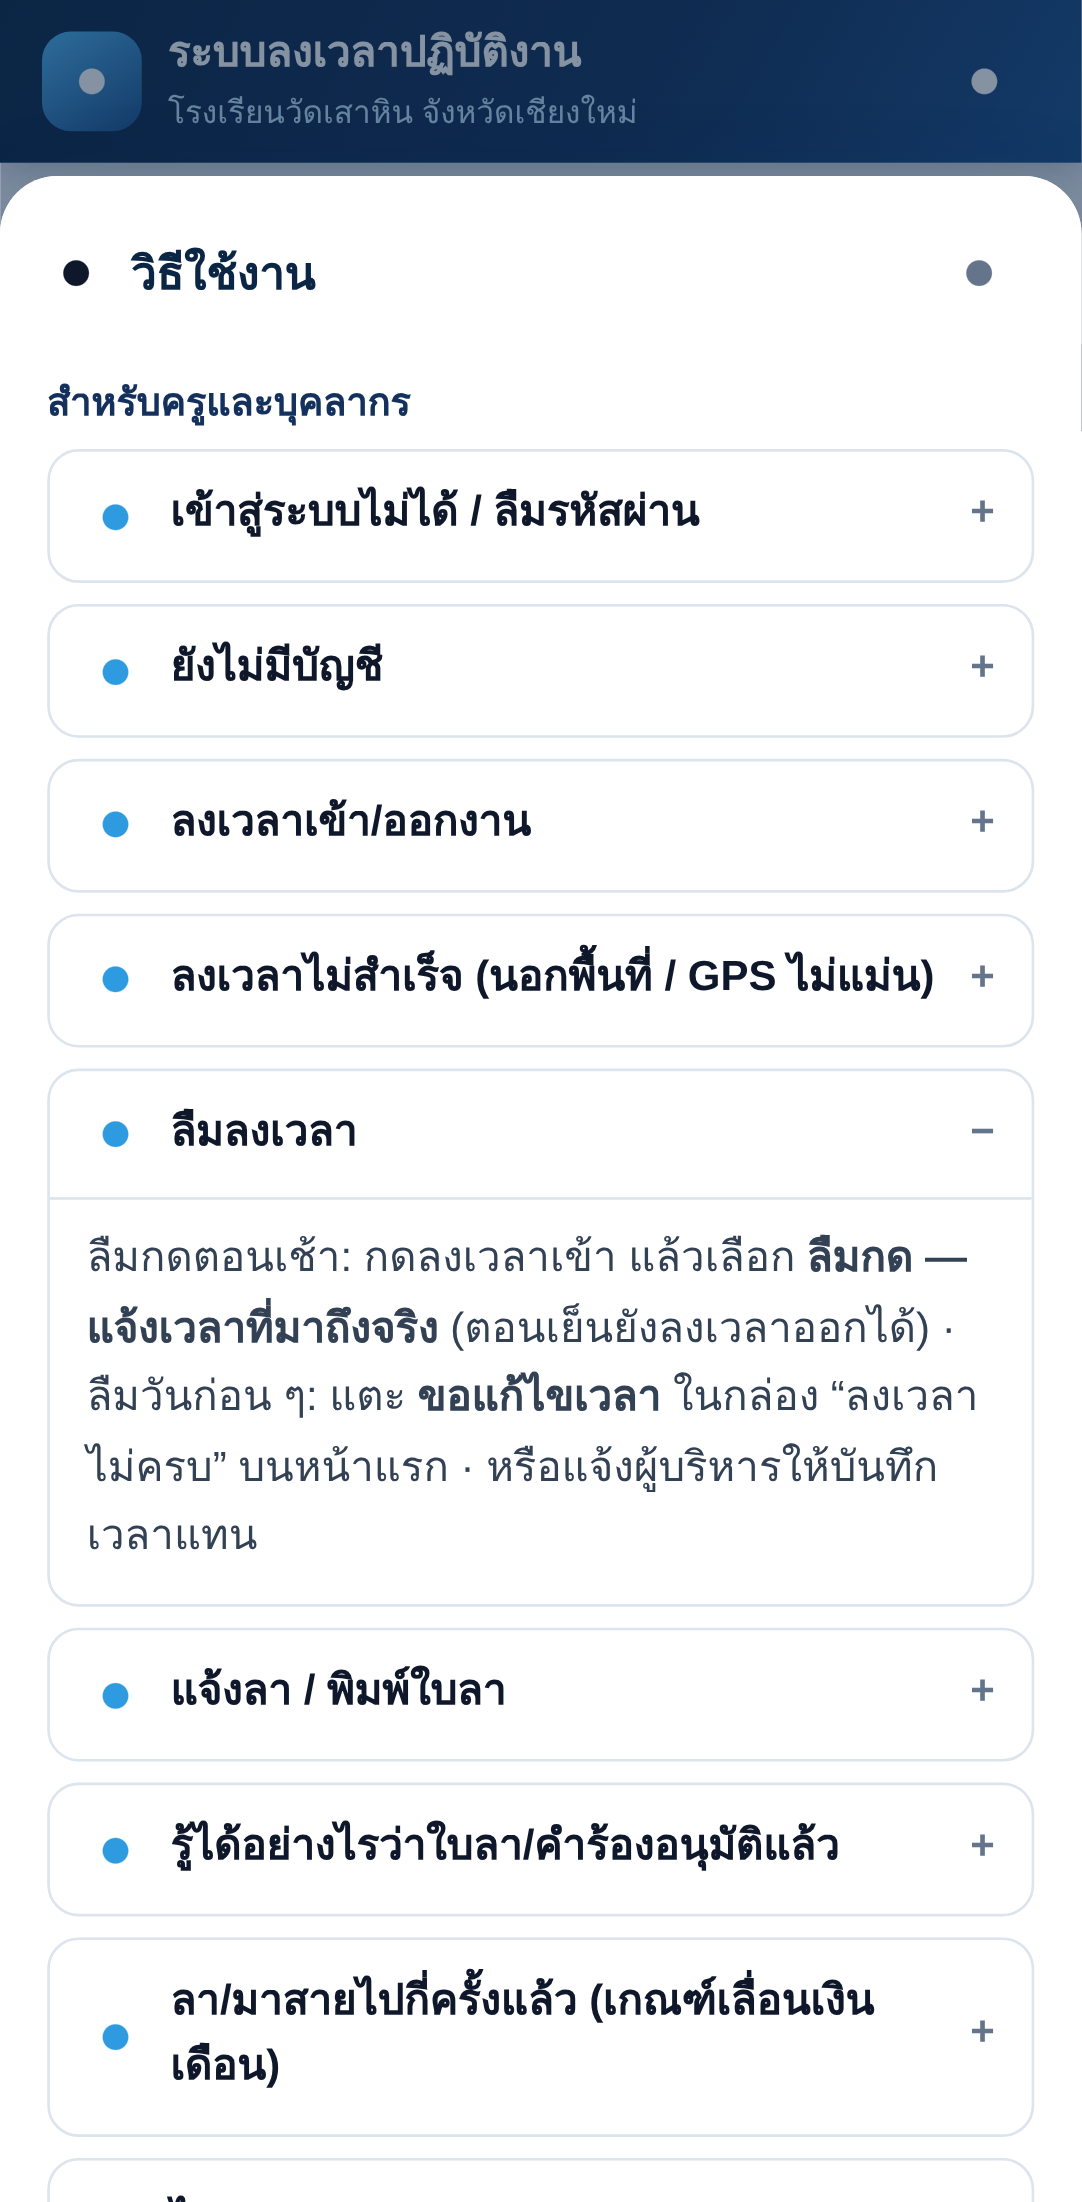 ระบบลงเวลาปฏิบัติงาน
โรงเรียนวัดเสาหิน จังหวัดเชียงใหม่
วิธีใช้งาน
สำหรับครูและบุคลากร
เข้าสู่ระบบไม่ได้ / ลืมรหัสผ่าน +
ยังไม่มีบัญชี +
ลงเวลาเข้า/ออกงาน +
ลงเวลาไม่สำเร็จ (นอกพื้นที่ / GPS ไม่แม่น) +
ลืมลงเวลา −
ลืมกดตอนเช้า: กดลงเวลาเข้า แล้วเลือก ลืมกด —
แจ้งเวลาที่มาถึงจริง (ตอนเย็นยังลงเวลาออกได้) ·
ลืมวันก่อน ๆ: แตะ ขอแก้ไขเวลา ในกล่อง “ลงเวลา
ไม่ครบ” บนหน้าแรก · หรือแจ้งผู้บริหารให้บันทึก
เวลาแทน
แจ้งลา / พิมพ์ใบลา +
รู้ได้อย่างไรว่าใบลา/คำร้องอนุมัติแล้ว +
ลา/มาสายไปกี่ครั้งแล้ว (เกณฑ์เลื่อนเงิน
เดือน) +